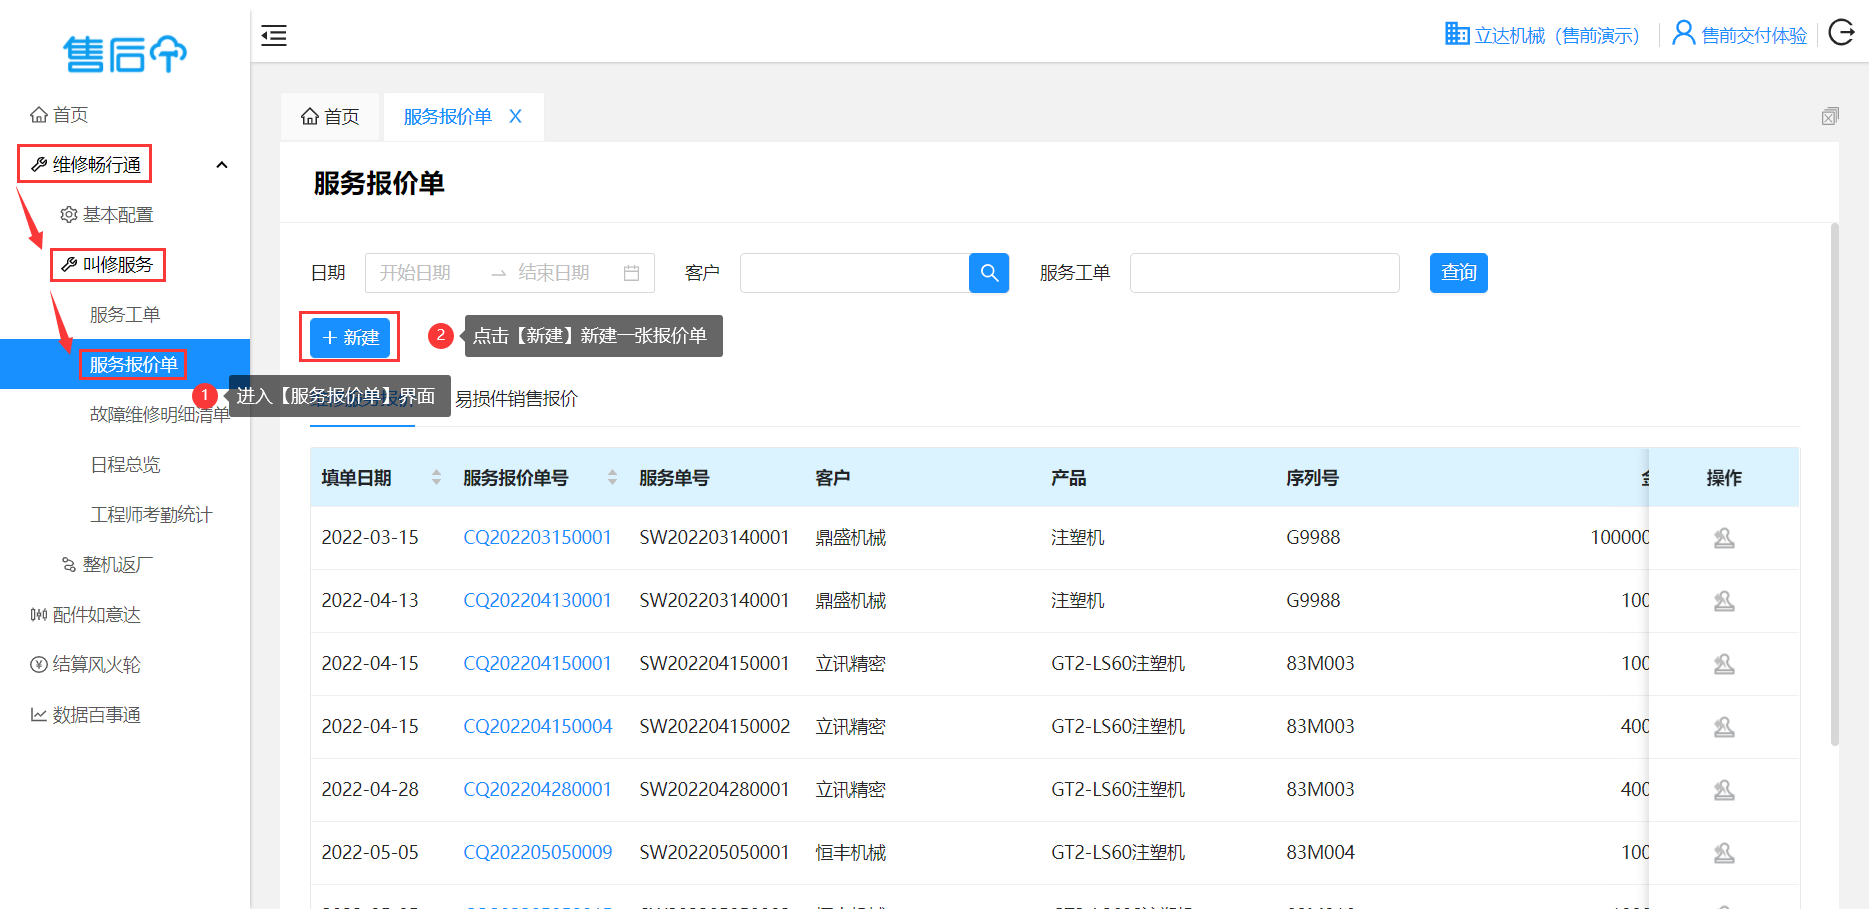 售后个
立达机械（售前演示）
售前交付体验
首页
维修畅行通
基本配置
叫修服务
服务工单
服务报价单
故障维修明细清单
日程总览
工程师考勤统计
整机返厂
配件如意达
结算风火轮
数据百事通
首页
服务报价单 X
服务报价单
日期 开始日期 → 结束日期 客户 服务工单 查询
+ 新建
2 点击【新建】新建一张报价单
1 进入【服务报价单】界面
易损件销售报价
填单日期 服务报价单号 服务单号 客户 产品 序列号 操作
2022-03-15 CQ202203150001 SW202203140001 鼎盛机械 注塑机 G9988 100000
2022-04-13 CQ202204130001 SW202203140001 鼎盛机械 注塑机 G9988 100
2022-04-15 CQ202204150001 SW202204150001 立讯精密 GT2-LS60注塑机 83M003 100
2022-04-15 CQ202204150004 SW202204150002 立讯精密 GT2-LS60注塑机 83M003 400
2022-04-28 CQ202204280001 SW202204280001 立讯精密 GT2-LS60注塑机 83M003 400
2022-05-05 CQ202205050009 SW202205050001 恒丰机械 GT2-LS60注塑机 83M004 100